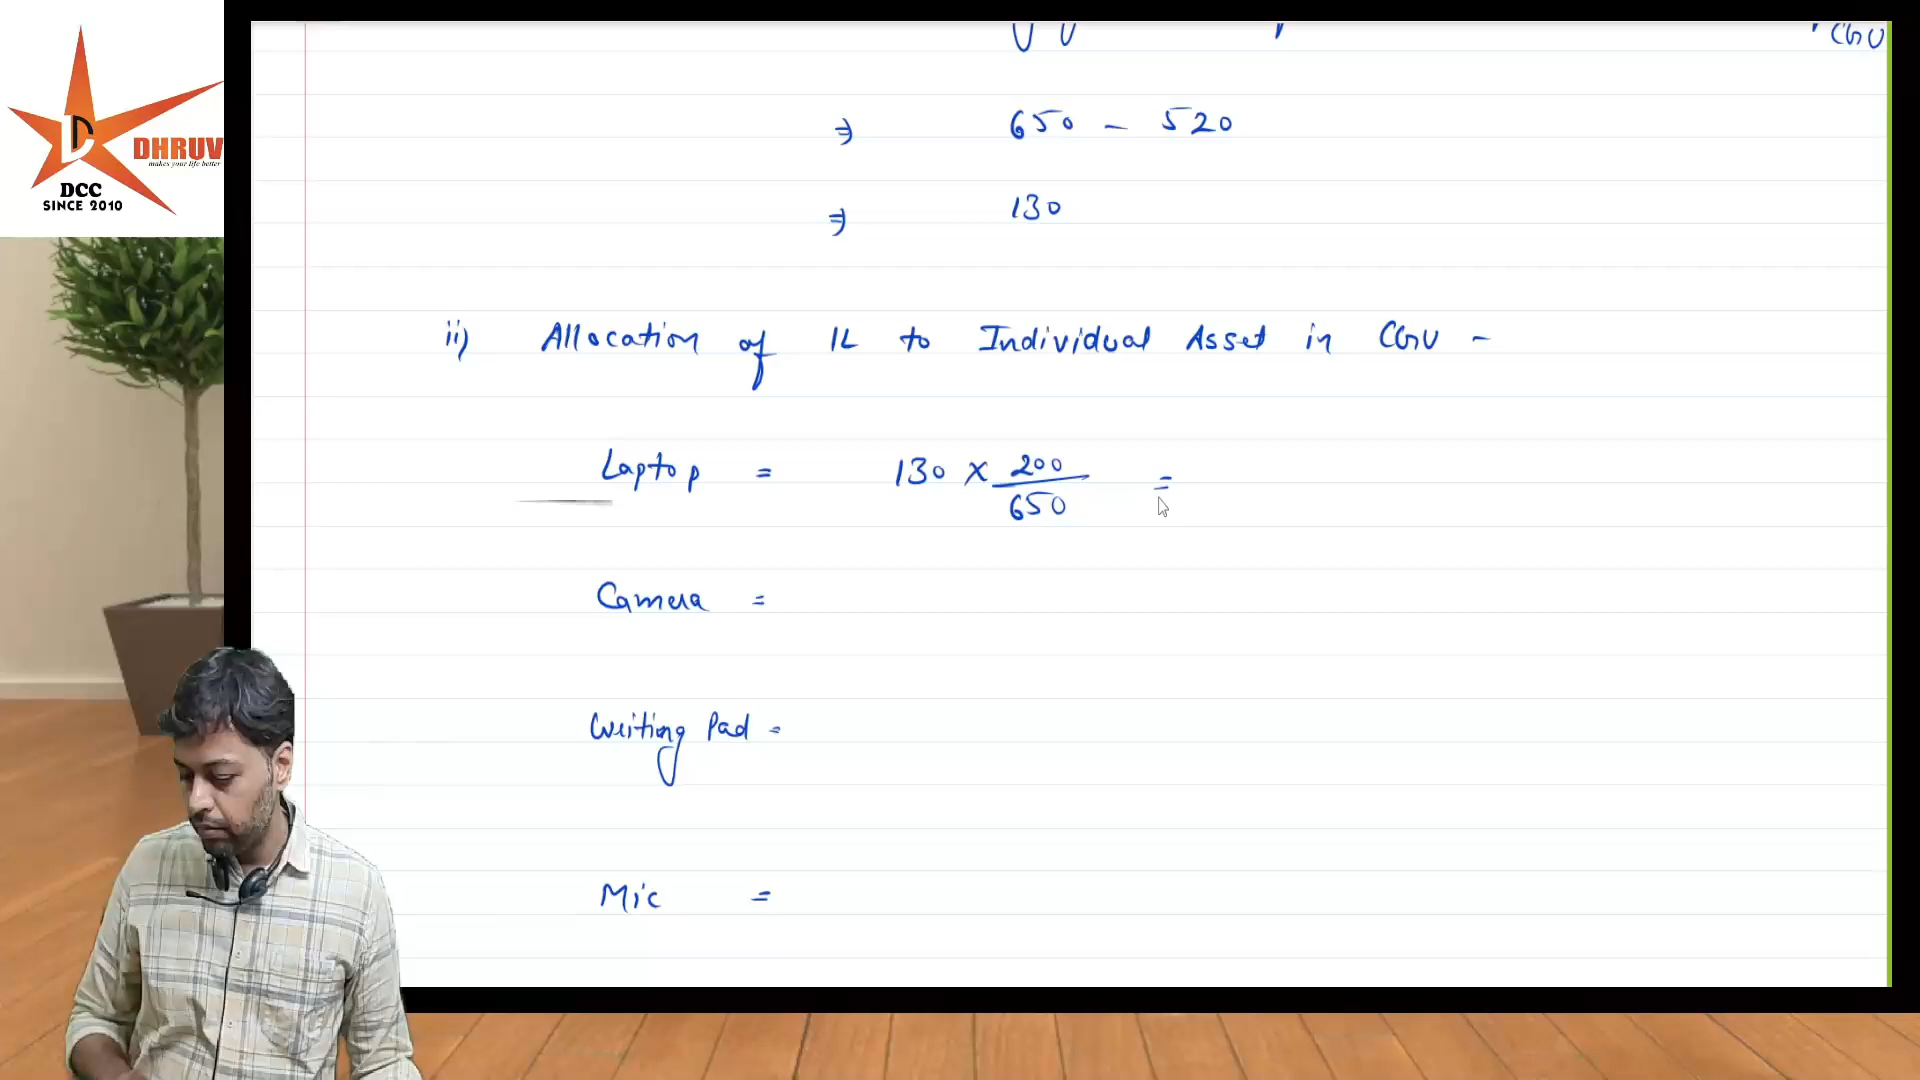 CGU
DHRUV
makes your life better
DCC
SINCE 2010
⇒ 650 - 520
⇒ 130
ii) Allocation of IL to Individual Asset in CGU -
Laptop = 130 × 200/650 =
Camera =
Writing Pad =
Mic =